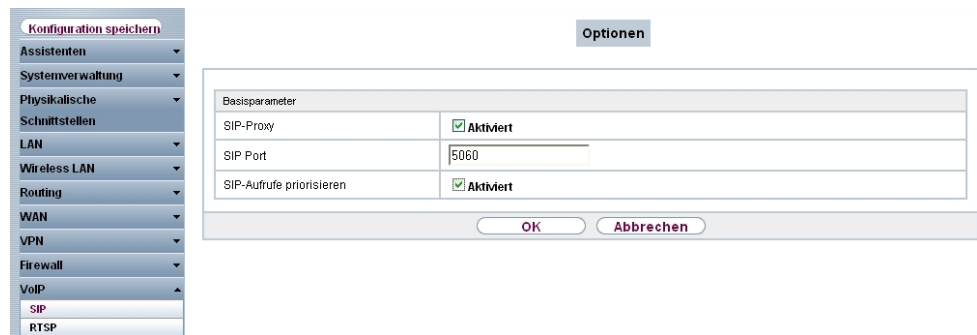 Konfiguration speichern
Assistenten
Systemverwaltung
Physikalische
Schnittstellen
LAN
Wireless LAN
Routing
WAN
VPN
Firewall
VoIP
SIP
RTSP
Optionen
Basisparameter
SIP-Proxy
Aktiviert
SIP Port
5060
SIP-Aufrufe priorisieren
Aktiviert
OK
Abbrechen